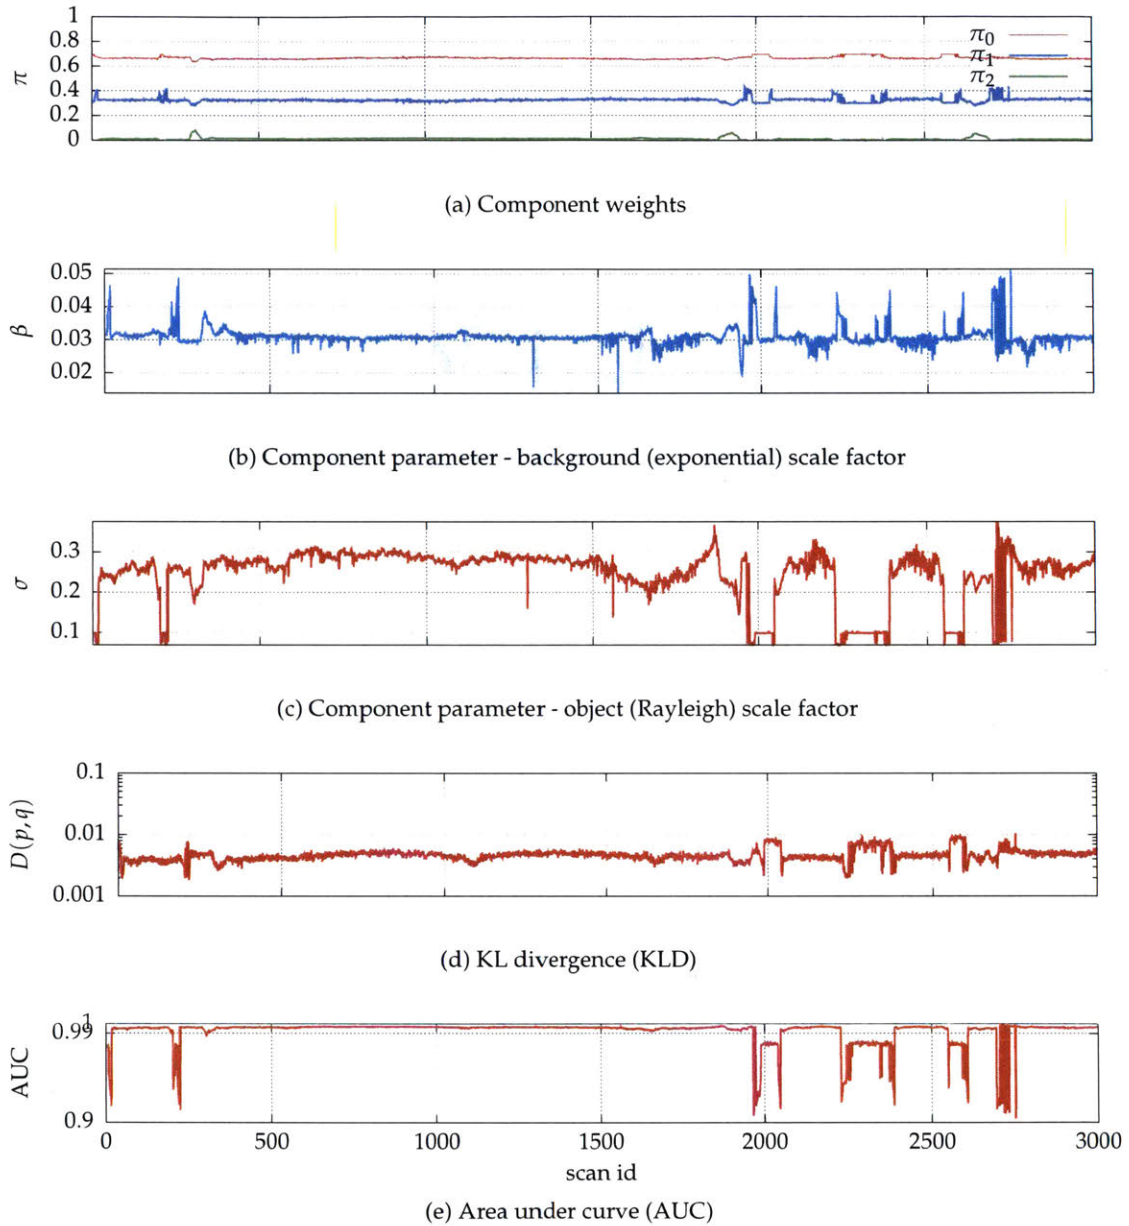 1
0.8
0.6
0.4
0.2
0
π
π₀
π₁
π₂
(a) Component weights
0.05
0.04
0.03
0.02
β
(b) Component parameter - background (exponential) scale factor
0.3
0.2
0.1
σ
(c) Component parameter - object (Rayleigh) scale factor
0.1
0.01
0.001
D(p,q)
(d) KL divergence (KLD)
1
0.99
0.9
AUC
0 500 1000 1500 2000 2500 3000
scan id
(e) Area under curve (AUC)